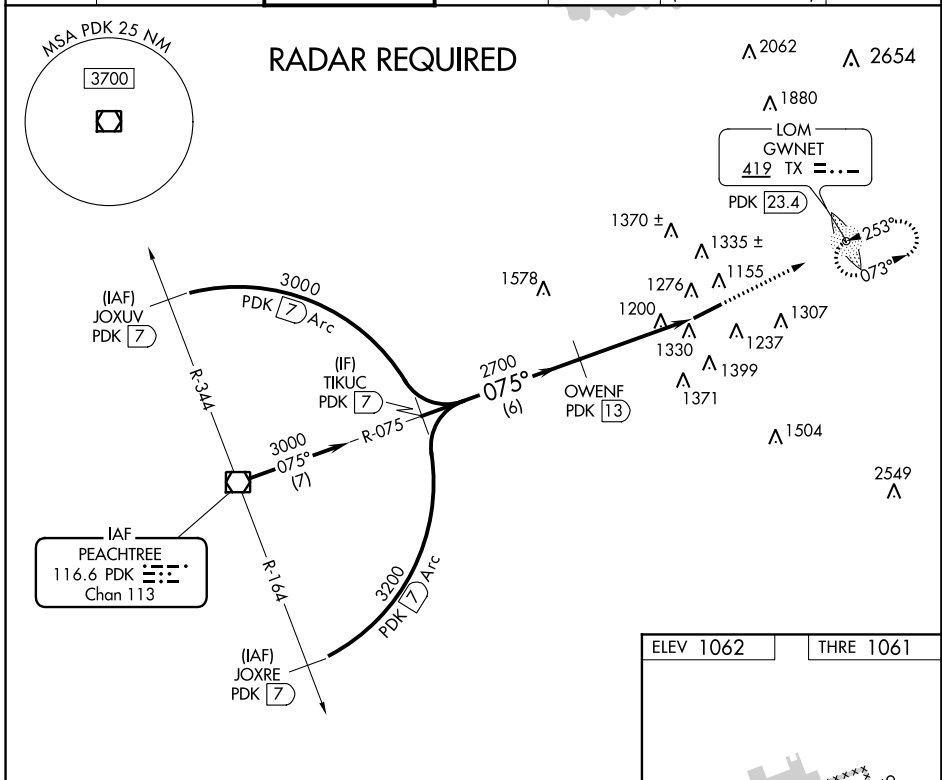 MSA PDK 25 NM
3700
RADAR REQUIRED
2062
2654
1880
LOM
GWNET
419 TX
PDK 23.4
253°
073°
1370 ±
1335 ±
1578
1276
1155
1200
1330
1307
1237
1399
1371
1504
2549
(IAF)
JOXUV
PDK 7
3000
PDK 7 Arc
R-344
(IF)
TIKUC
PDK 7
2700
075°
(6)
OWENF
PDK 13
3000
075°
(7)
R-075
IAF
PEACHTREE
116.6 PDK
Chan 113
R-164
3200
PDK 7 Arc
(IAF)
JOXRE
PDK 7
ELEV 1062
THRE 1061